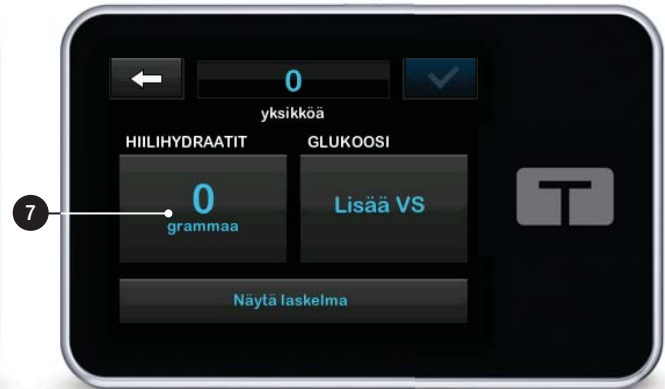 0
yksikköä
HIILIHYDRAATIT GLUKOOSI
0 Lisää VS
grammaa
7
Näytä laskelma